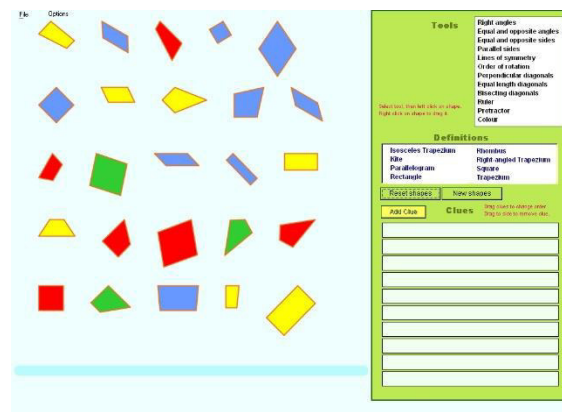 File Options
Tools
Right angles
Equal and opposite angles
Equal and opposite sides
Parallel sides
Lines of symmetry
Order of rotation
Perpendicular diagonals
Equal length diagonals
Bisecting diagonals
Ruler
Protractor
Colour
Select tool, then left click on shape.
Right click on shape to drag it.
Definitions
Isosceles Trapezium
Kite
Parallelogram
Rectangle
Rhombus
Right-angled Trapezium
Square
Trapezium
Reset shapes New shapes
Add Clue Clues
Drag clues to change order.
Drag to side to remove clue.